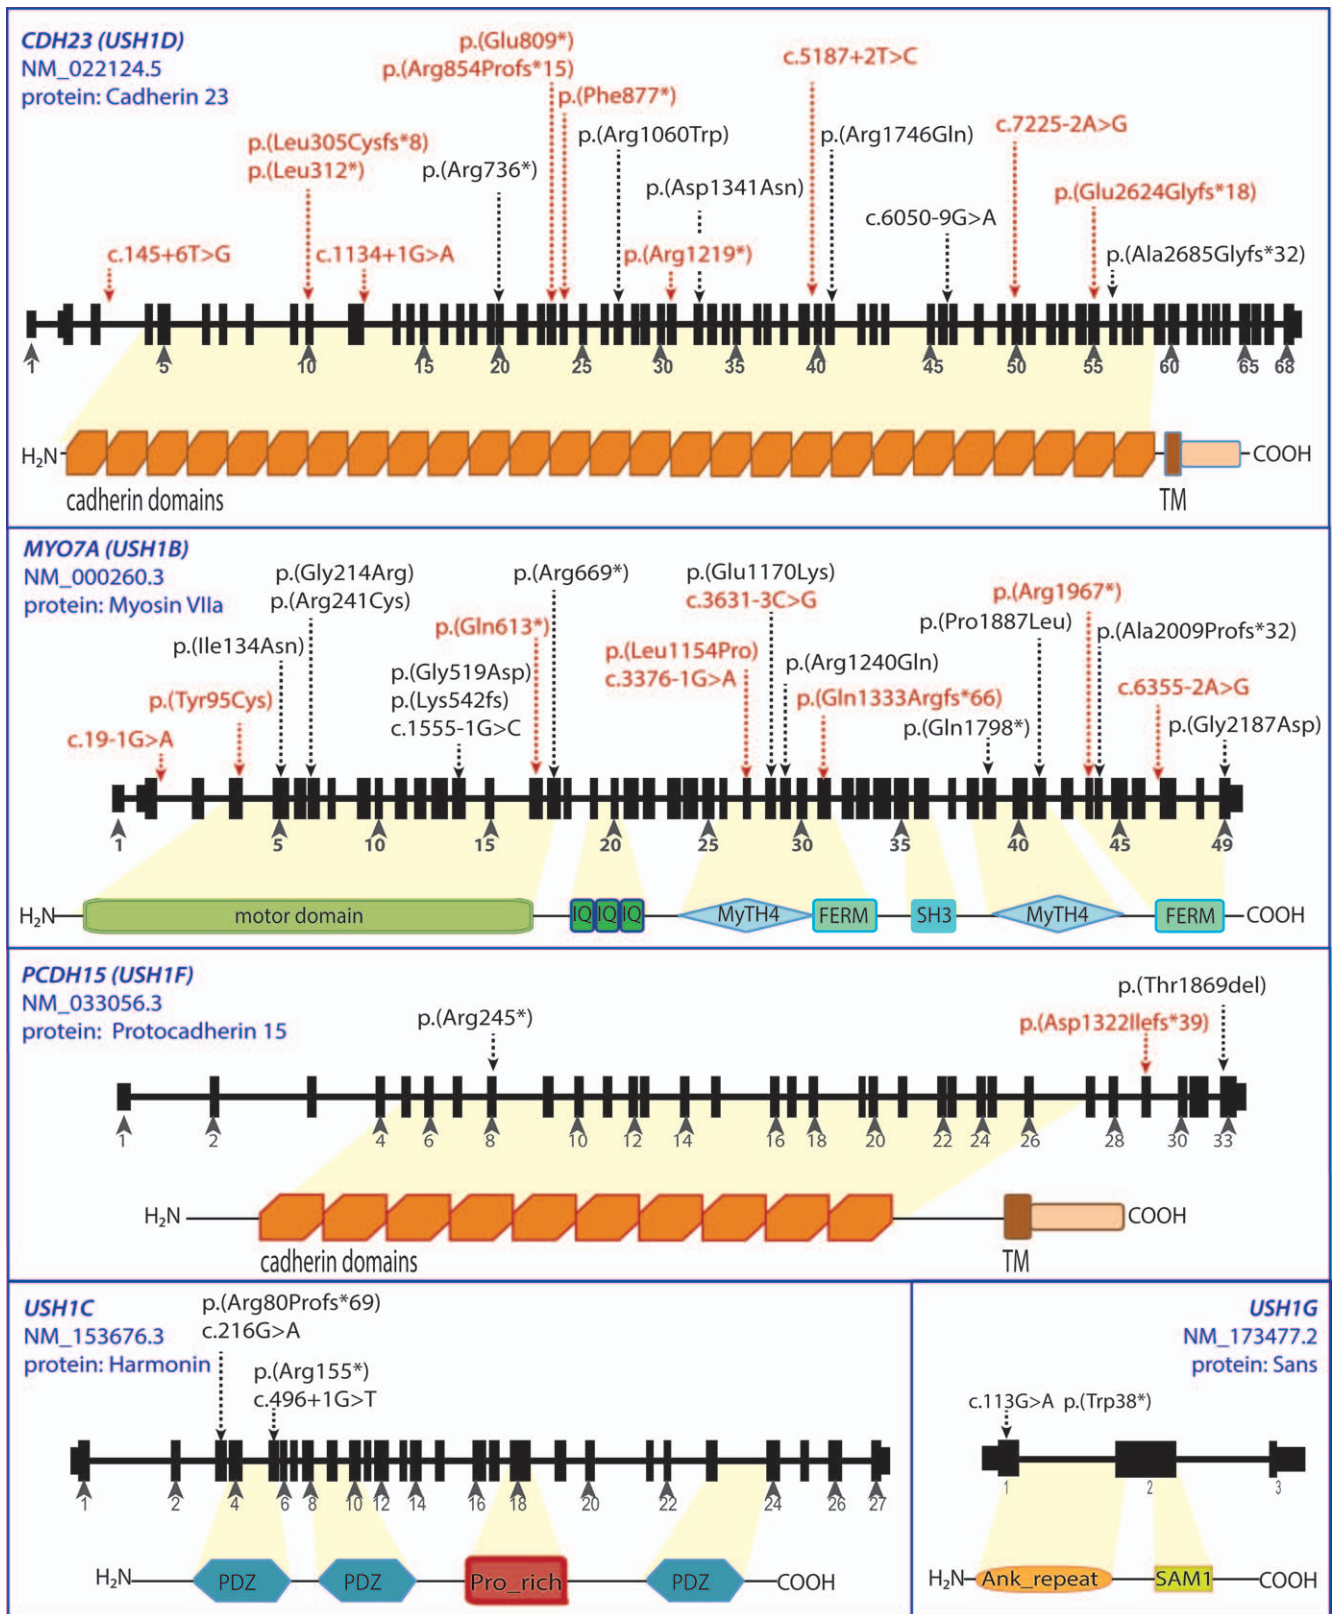 CDH23 (USH1D)
NM_022124.5
protein: Cadherin 23
p.(Glu809*)
p.(Arg854Profs*15)
p.(Phe877*)
c.5187+2T>C
p.(Leu305Cysfs*8)
p.(Leu312*)
p.(Arg736*)
p.(Arg1060Trp)
p.(Arg1746Gln)
c.7225-2A>G
p.(Asp1341Asn)
p.(Glu2624Glyfs*18)
c.6050-9G>A
c.145+6T>G
c.1134+1G>A
p.(Arg1219*)
p.(Ala2685Glyfs*32)
1 5 10 15 20 25 30 35 40 45 50 55 60 65 68
H₂N COOH
cadherin domains TM
MYO7A (USH1B)
NM_000260.3
protein: Myosin VIIa
p.(Gly214Arg)
p.(Arg241Cys)
p.(Arg669*)
p.(Glu1170Lys)
c.3631-3C>G
p.(Arg1967*)
p.(Ile134Asn)
p.(Gln613*)
p.(Pro1887Leu)
p.(Ala2009Profs*32)
p.(Gly519Asp)
p.(Lys542fs)
c.1555-1G>C
p.(Leu1154Pro)
c.3376-1G>A
p.(Arg1240Gln)
p.(Tyr95Cys)
p.(Gln1333Argfs*66)
c.6355-2A>G
c.19-1G>A
p.(Gln1798*)
p.(Gly2187Asp)
1 5 10 15 20 25 30 35 40 45 49
H₂N motor domain IQ IQ IQ MyTH4 FERM SH3 MyTH4 FERM COOH
PCDH15 (USH1F)
NM_033056.3
protein: Protocadherin 15
p.(Arg245*)
p.(Thr1869del)
p.(Asp1322Ilefs*39)
1 2 4 6 8 10 12 14 16 18 20 22 24 26 28 30 33
H₂N COOH
cadherin domains TM
USH1C
NM_153676.3
protein: Harmonin
p.(Arg80Profs*69)
c.216G>A
p.(Arg155*)
c.496+1G>T
1 2 4 6 8 10 12 14 16 18 20 22 24 26 27
H₂N PDZ PDZ Pro_rich PDZ COOH
USH1G
NM_173477.2
protein: Sans
c.113G>A p.(Trp38*)
1 2 3
H₂N Ank_repeat SAM1 COOH